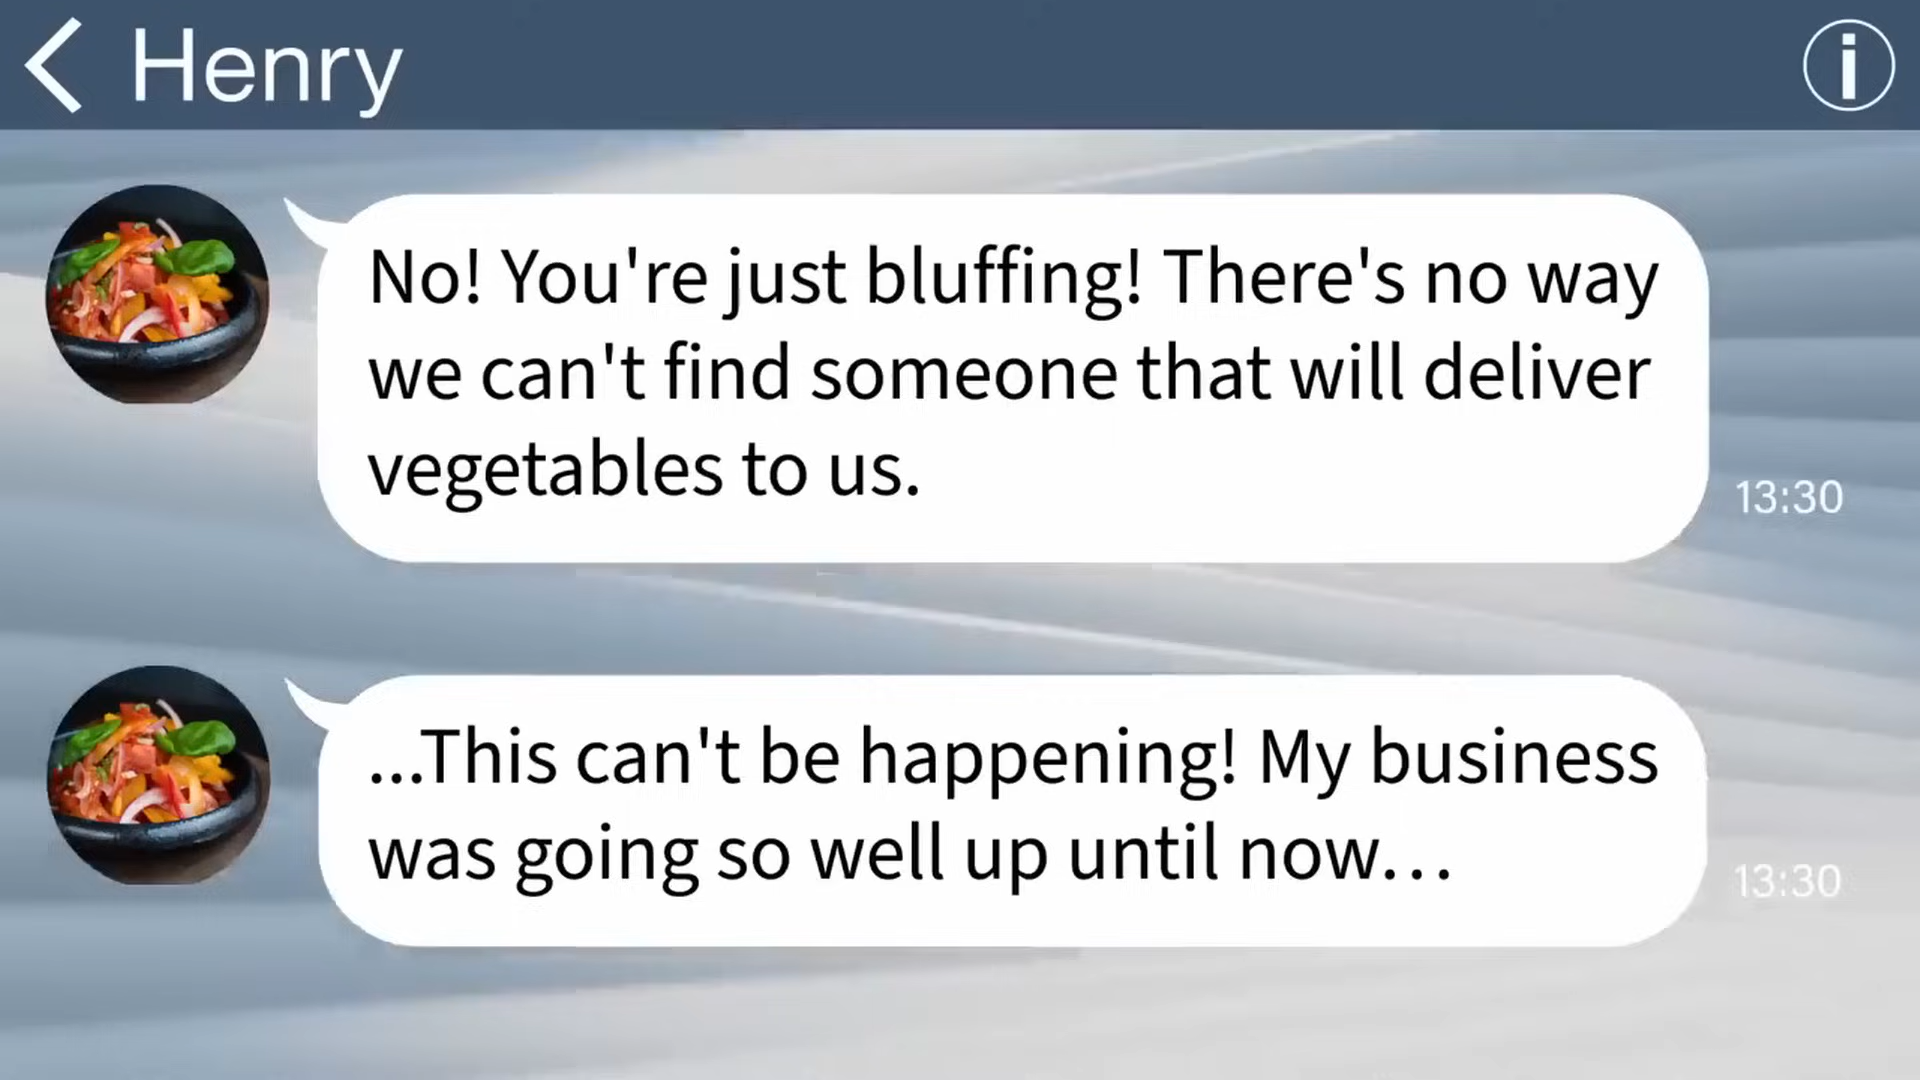 Henry
No! You're just bluffing! There's no way
we can't find someone that will deliver
vegetables to us.
13:30
...This can't be happening! My business
was going so well up until now…
13:30